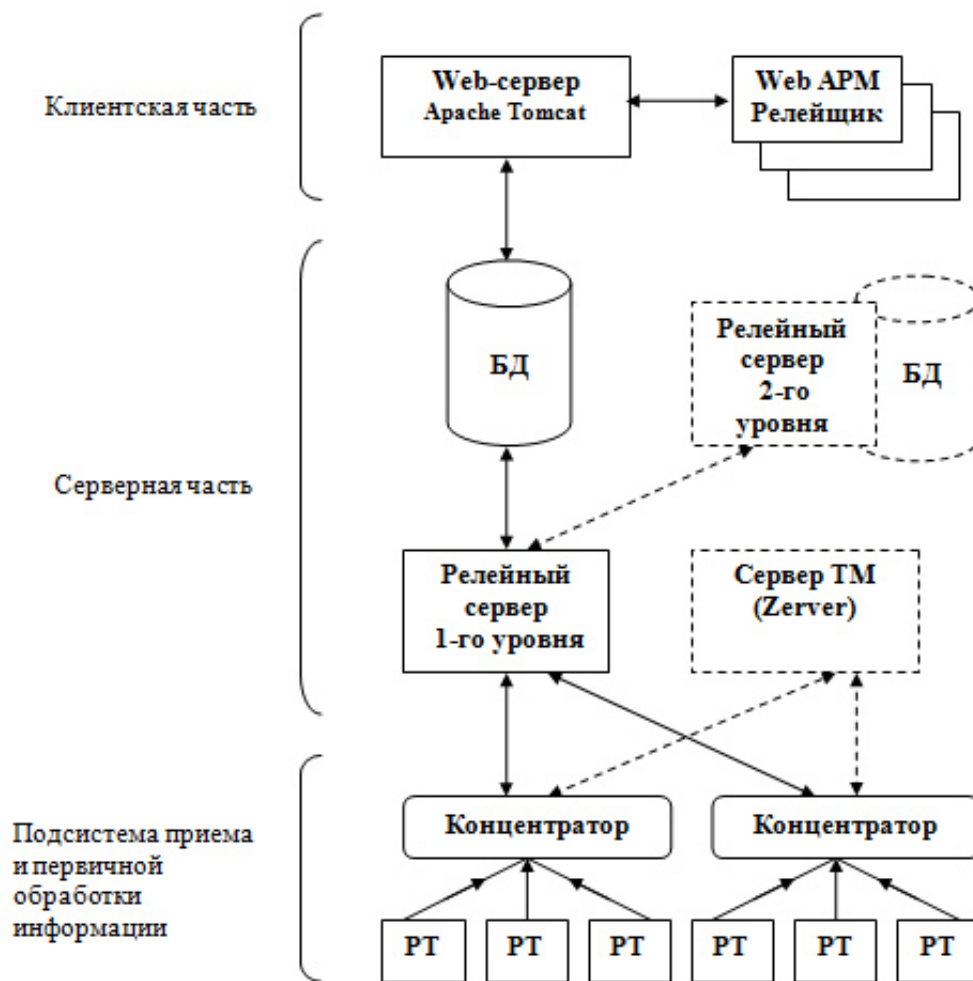 Клиентская часть
Web-сервер
Apache Tomcat
Web АРМ
Релейщик
Серверная часть
БД
Релейный
сервер
2-го
уровня
БД
Релейный
сервер
1-го уровня
Сервер ТМ
(Zerver)
Подсистема приема
и первичной
обработки
информации
Концентратор
Концентратор
РТ
РТ
РТ
РТ
РТ
РТ